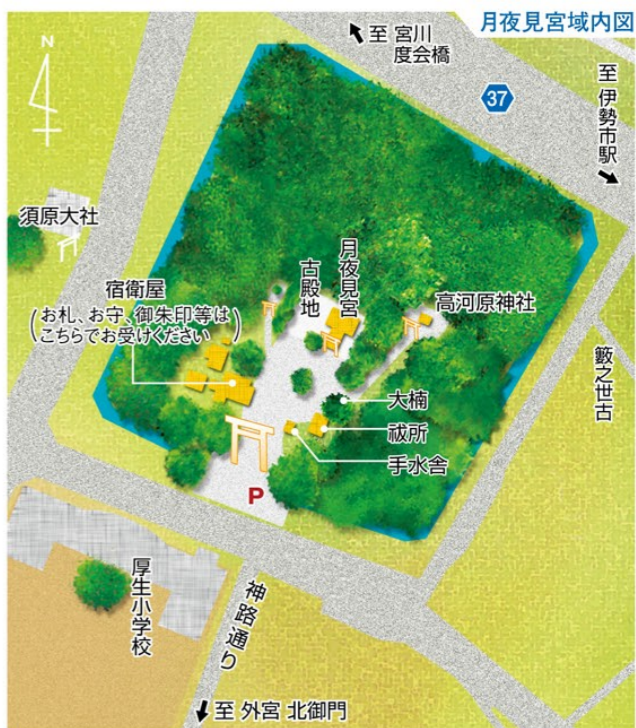 月夜見宮域内図
至 宮川
度会橋
37
至 伊勢市駅
N
須原大社
宿衛屋
(お札、お守、御朱印等は
こちらでお受けください)
古殿地
月夜見宮
高河原神社
籔之世古
大楠
祓所
手水舎
P
厚生小学校
神路通り
至 外宮 北御門